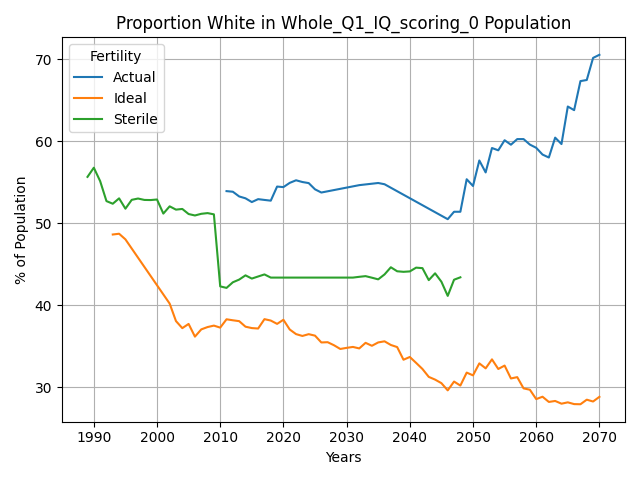 Proportion White in Whole_Q1_IQ_scoring_0 Population
Fertility
Actual
Ideal
Sterile
% of Population
70
60
50
40
30
1990 2000 2010 2020 2030 2040 2050 2060 2070
Years